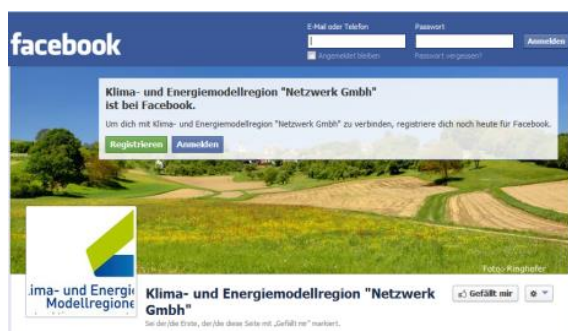 facebook
E-Mail oder Telefon
Passwort
Anmelden
Angemeldet bleiben
Passwort vergessen?
Klima- und Energiemodellregion "Netzwerk Gmbh"
ist bei Facebook.
Um dich mit Klima- und Energiemodellregion "Netzwerk Gmbh" zu verbinden, registriere dich noch heute für Facebook.
Registrieren
Anmelden
Foto: Ringhofer
.ima- und Energie
Modellregione
Klima- und Energiemodellregion "Netzwerk
Gmbh"
Gefällt mir
Sei der/die Erste, der/die diese Seite mit „Gefällt mir" markiert.